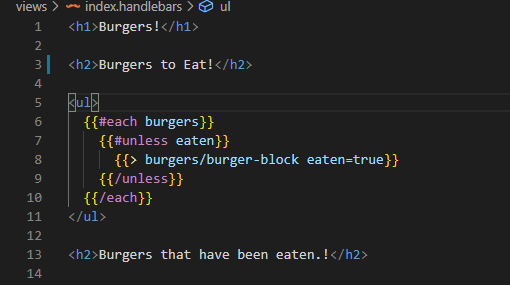 views > index.handlebars > ul
1 <h1>Burgers!</h1>
2
3 <h2>Burgers to Eat!</h2>
4
5 <ul>
6 {{#each burgers}}
7 {{#unless eaten}}
8 {{> burgers/burger-block eaten=true}}
9 {{/unless}}
10 {{/each}}
11 </ul>
12
13 <h2>Burgers that have been eaten.!</h2>
14